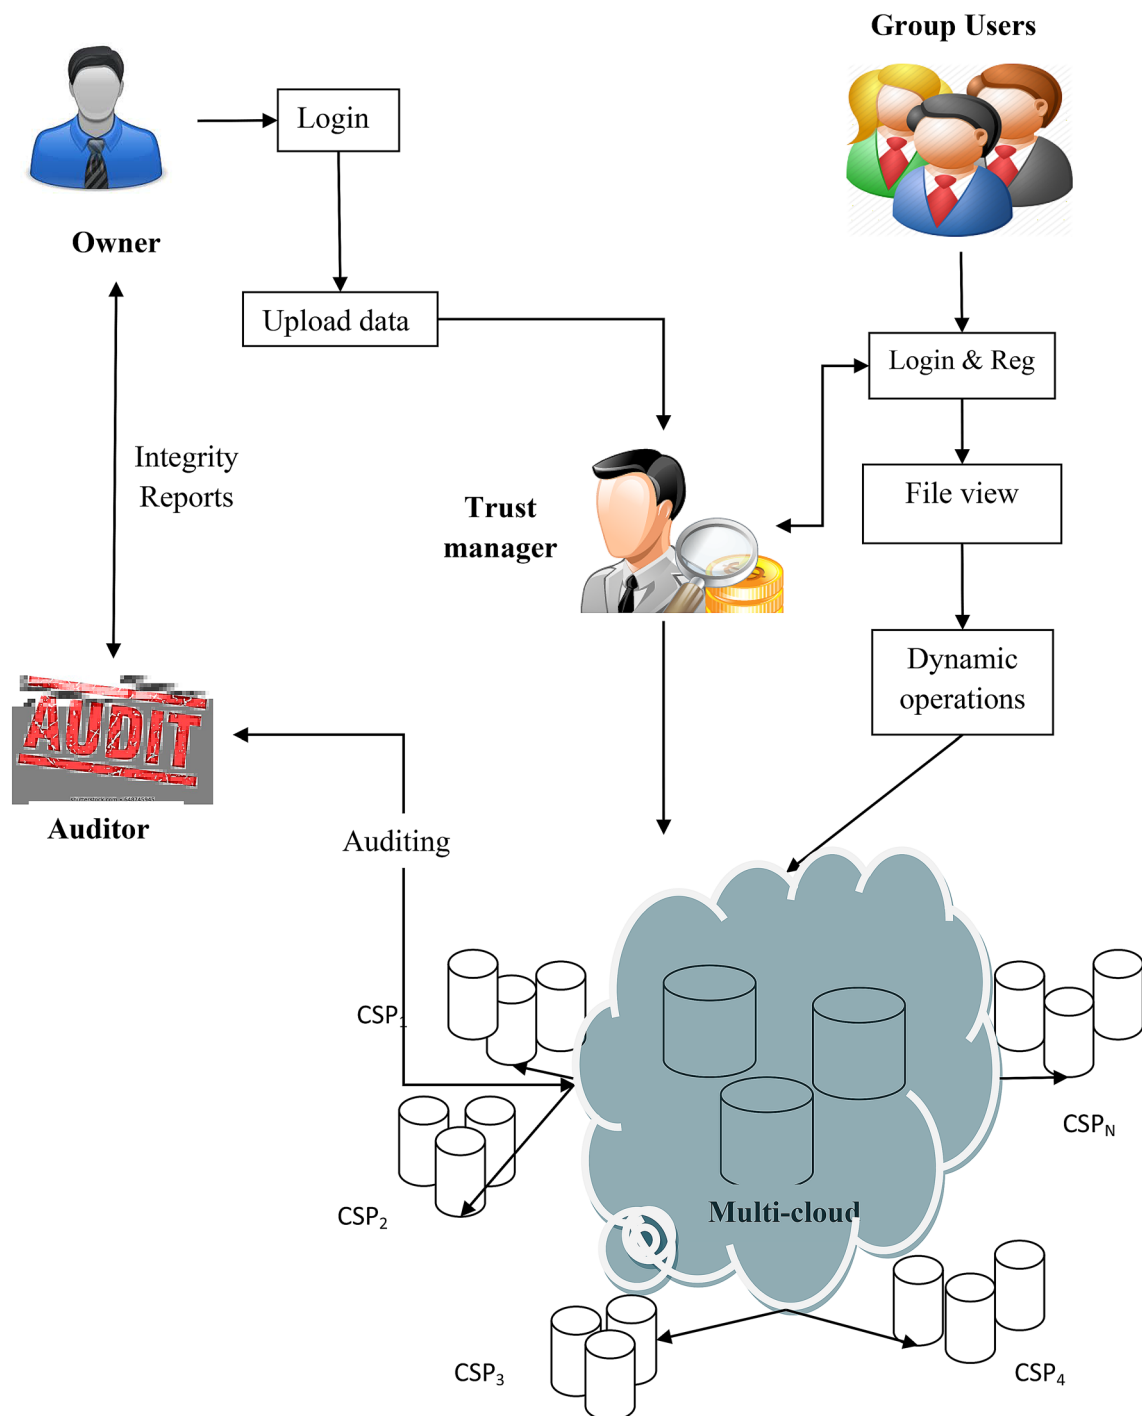 Group Users
Login
Owner
Upload data
Login & Reg
Integrity
Reports
File view
Trust
manager
Dynamic
operations
AUDIT
Auditor
Auditing
CSP1
CSPN
CSP2
Multi-cloud
CSP3
CSP4